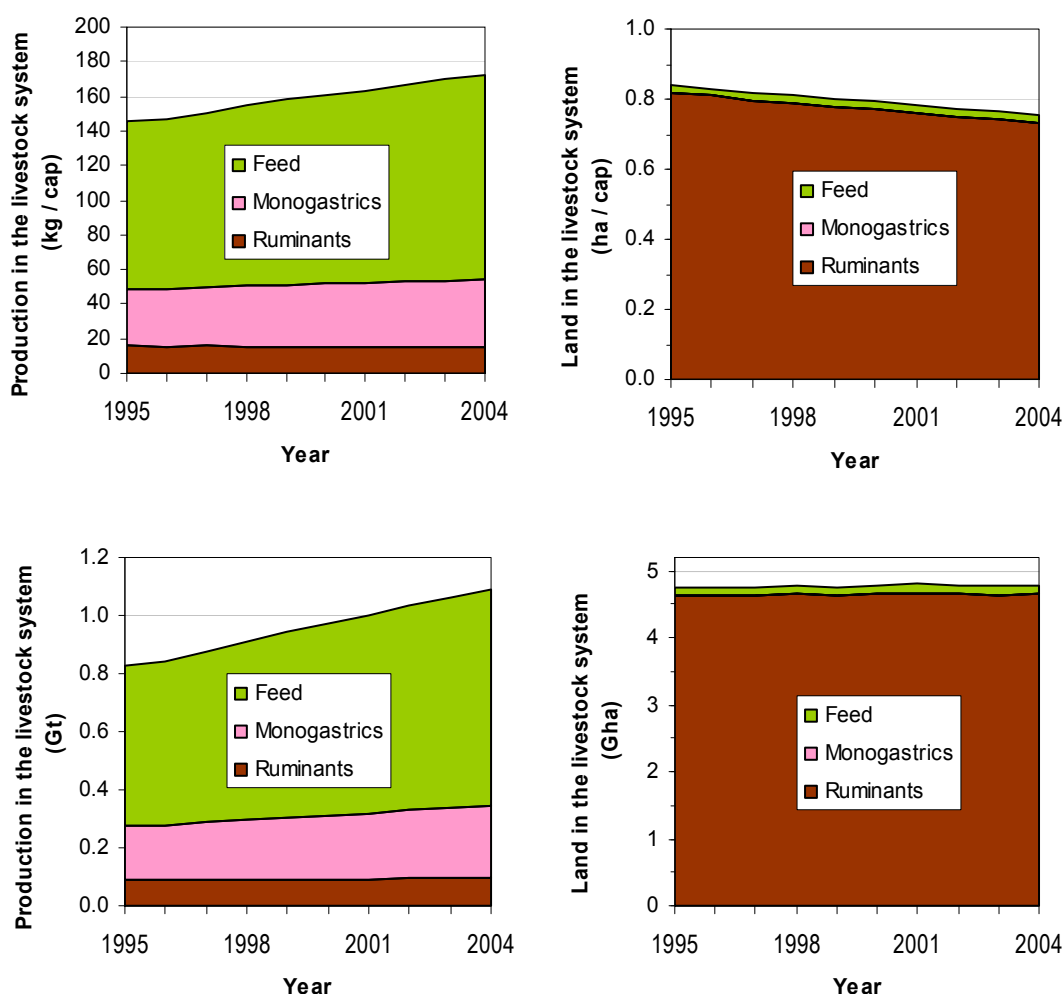 Production in the livestock system
(kg / cap)
200
180
160
140
120
100
80
60
40
20
0
Feed
Monogastrics
Ruminants
1995
1998
2001
2004
Year
Land in the livestock system
(ha / cap)
1.0
0.8
0.6
0.4
0.2
0.0
Feed
Monogastrics
Ruminants
1995
1998
2001
2004
Year
Production in the livestock system
(Gt)
1.2
1.0
0.8
0.6
0.4
0.2
0.0
Feed
Monogastrics
Ruminants
1995
1998
2001
2004
Year
Land in the livestock system
(Gha)
5
4
3
2
1
0
Feed
Monogastrics
Ruminants
1995
1998
2001
2004
Year